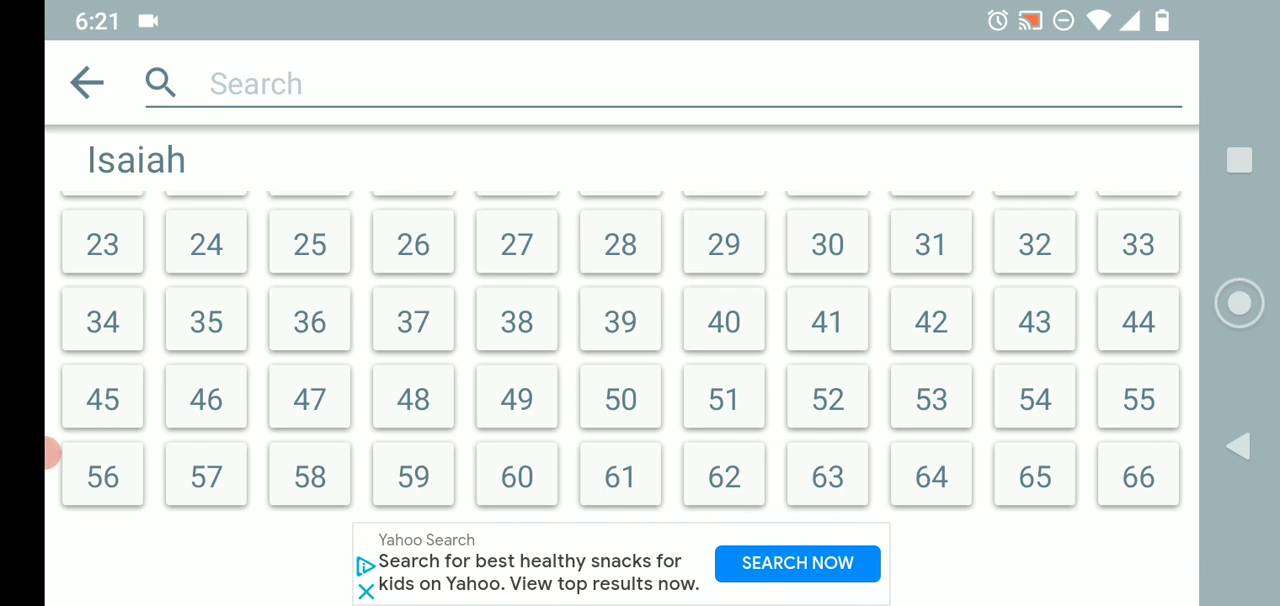 6:21
Search
Isaiah
23 24 25 26 27 28 29 30 31 32 33
34 35 36 37 38 39 40 41 42 43 44
45 46 47 48 49 50 51 52 53 54 55
56 57 58 59 60 61 62 63 64 65 66
Yahoo Search
Search for best healthy snacks for
kids on Yahoo. View top results now.
SEARCH NOW